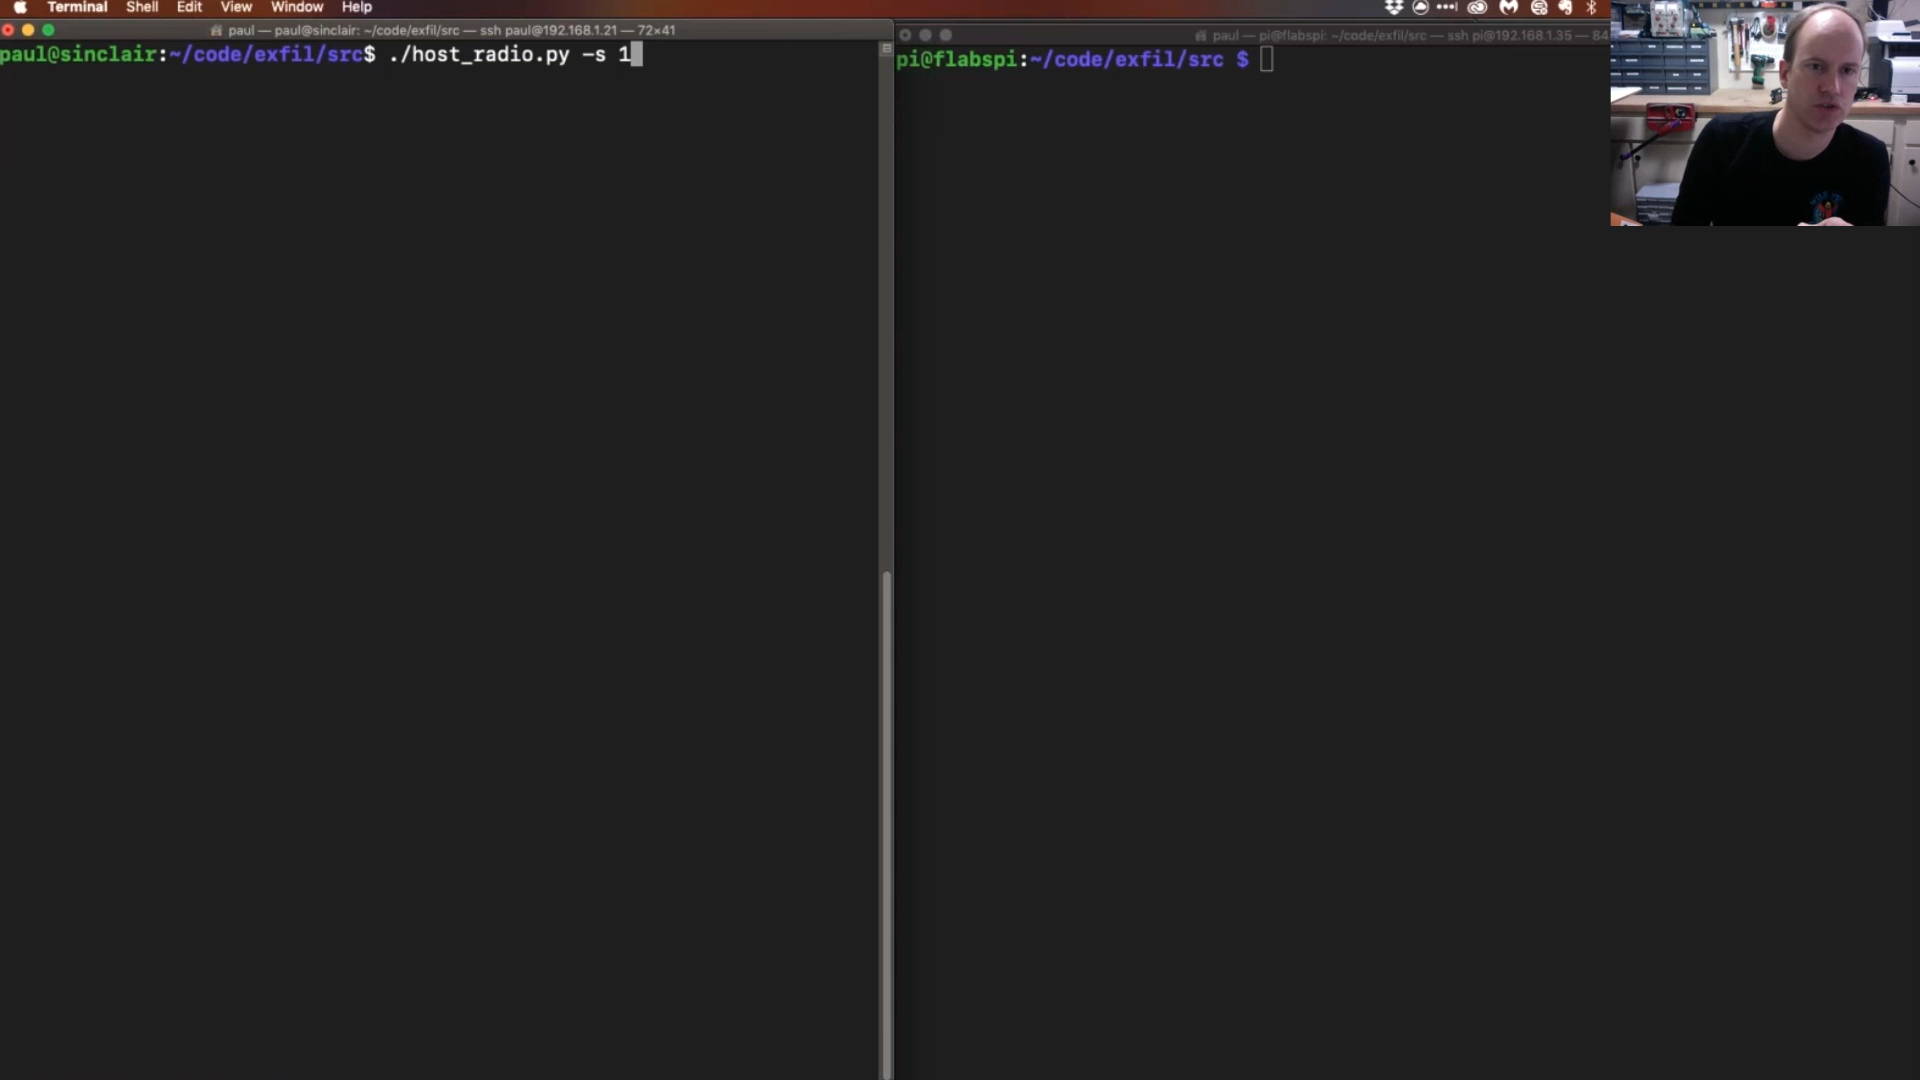 Terminal Shell Edit View Window Help
paul — paul@sinclair: ~/code/exfil/src — ssh paul@192.168.1.21 — 72×41
paul@sinclair:~/code/exfil/src$ ./host_radio.py -s 1
paul — pi@flabspi: ~/code/exfil/src — ssh pi@192.168.1.35 — 84
pi@flabspi:~/code/exfil/src $